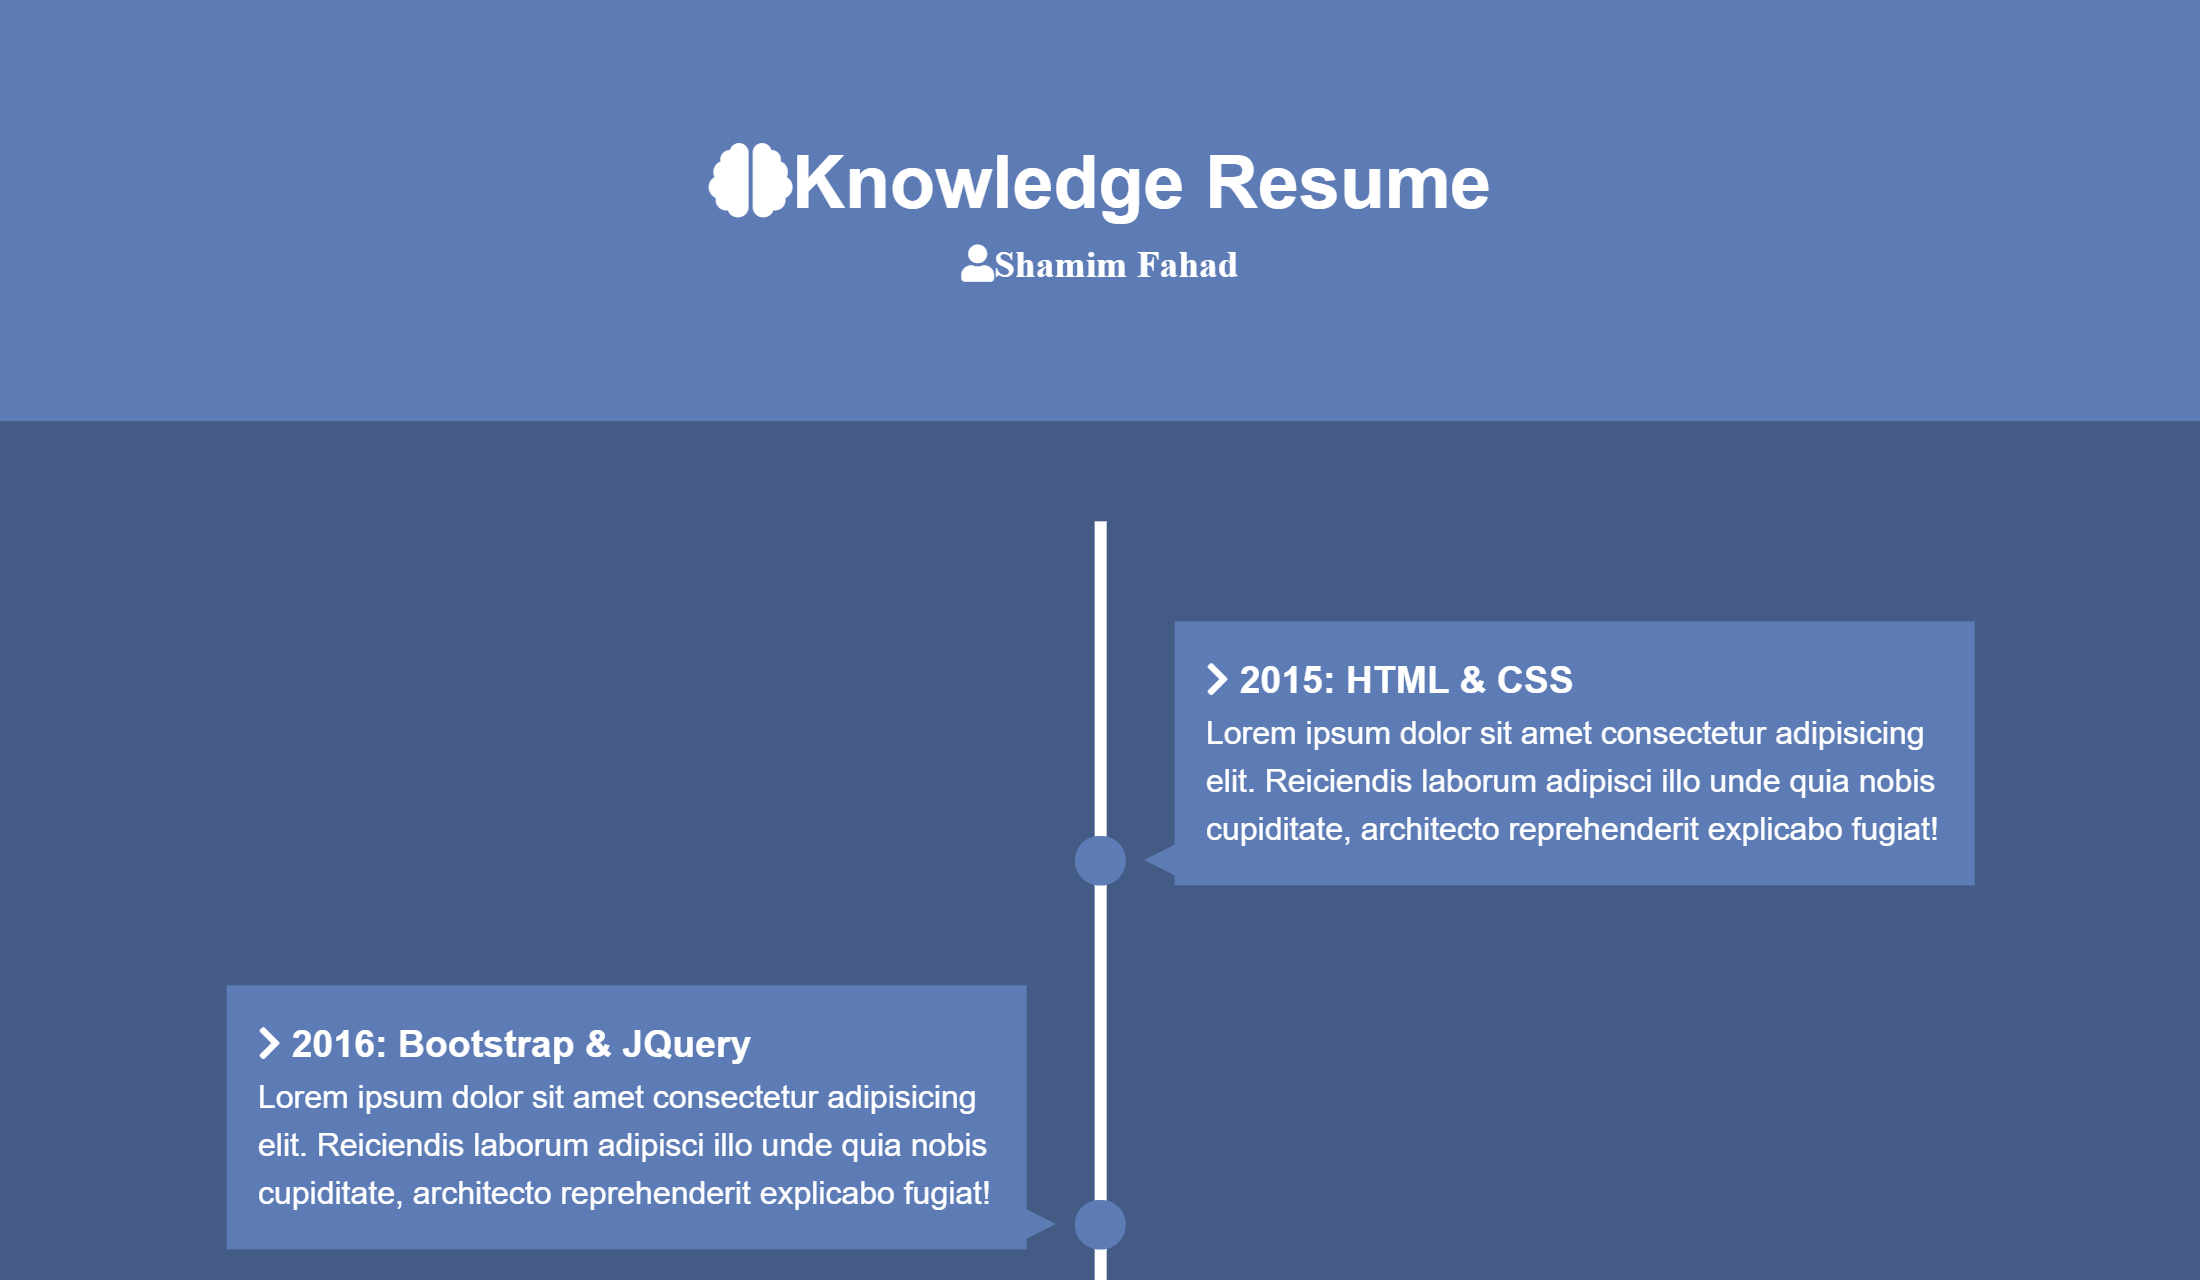 Knowledge Resume
Shamim Fahad
2015: HTML & CSS
Lorem ipsum dolor sit amet consectetur adipisicing
elit. Reiciendis laborum adipisci illo unde quia nobis
cupiditate, architecto reprehenderit explicabo fugiat!
2016: Bootstrap & JQuery
Lorem ipsum dolor sit amet consectetur adipisicing
elit. Reiciendis laborum adipisci illo unde quia nobis
cupiditate, architecto reprehenderit explicabo fugiat!